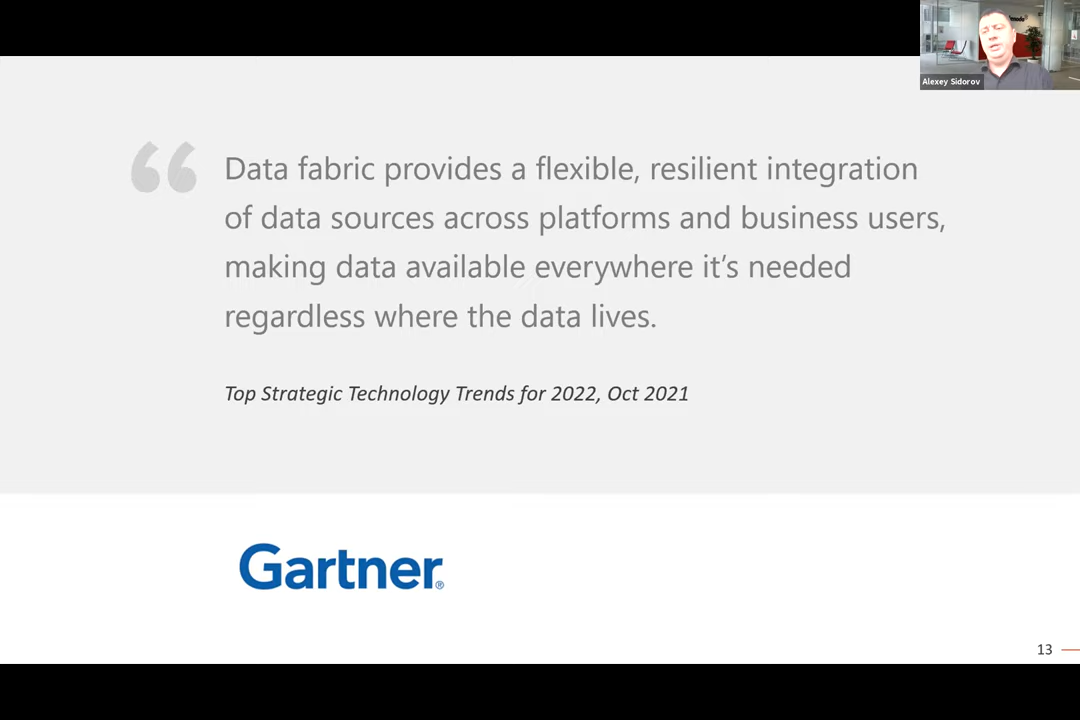 Alexey Sidorov
“
Data fabric provides a flexible, resilient integration
of data sources across platforms and business users,
making data available everywhere it’s needed
regardless where the data lives.
Top Strategic Technology Trends for 2022, Oct 2021
Gartner®
13